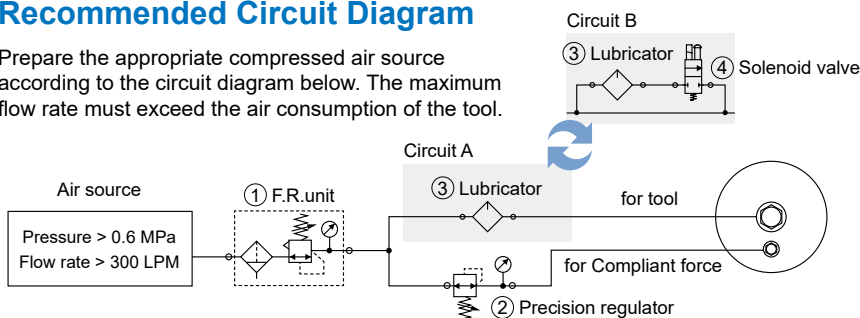 Recommended Circuit Diagram
Prepare the appropriate compressed air source
according to the circuit diagram below. The maximum
flow rate must exceed the air consumption of the tool.
Circuit B
③ Lubricator
④ Solenoid valve
Circuit A
Air source
① F.R.unit
③ Lubricator
for tool
Pressure > 0.6 MPa
Flow rate > 300 LPM
for Compliant force
② Precision regulator